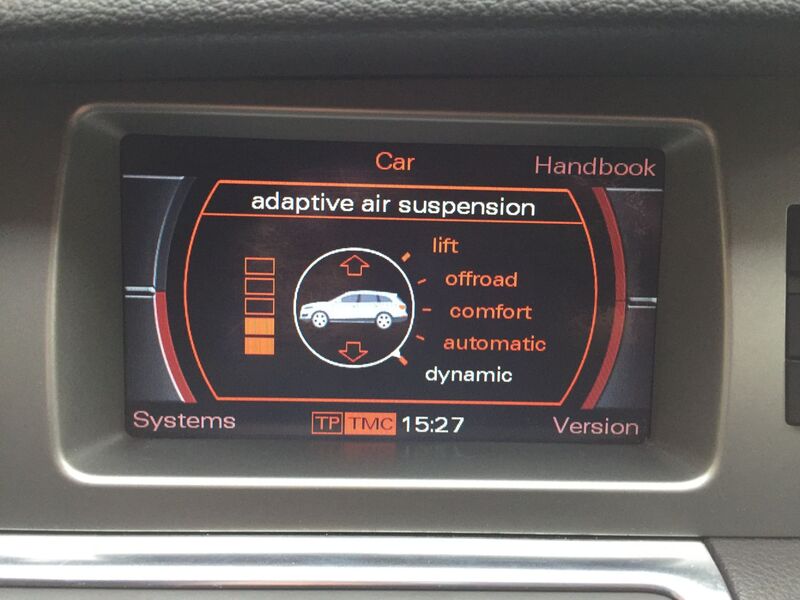 Car
Handbook
adaptive air suspension
lift
offroad
comfort
automatic
dynamic
Systems
TP TMC 15:27
Version